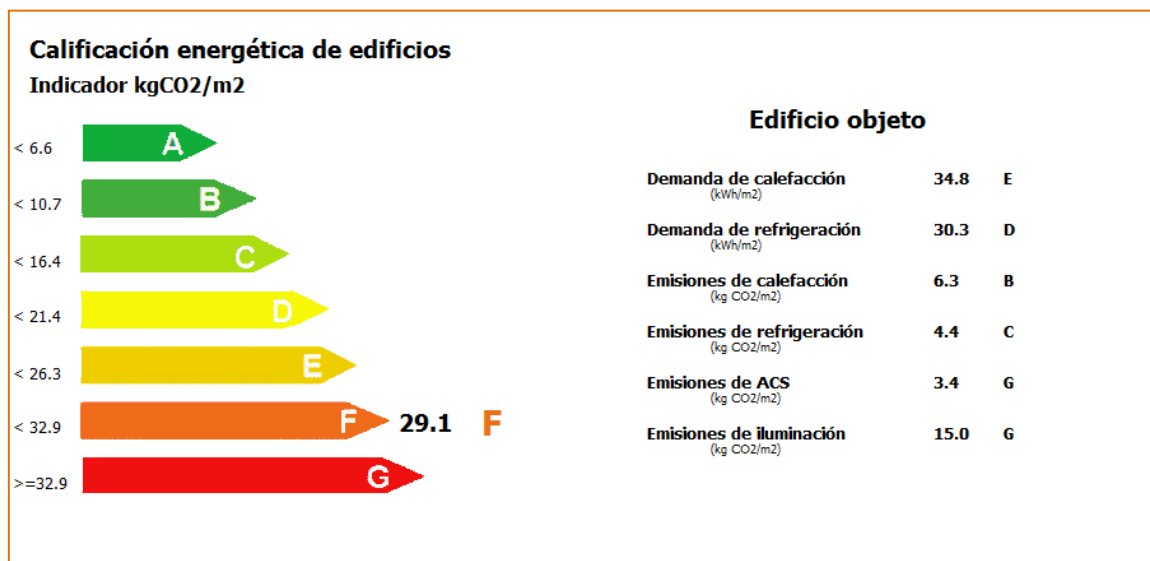 Calificación energética de edificios
Indicador kgCO2/m2
< 6.6 A
< 10.7 B
< 16.4 C
< 21.4 D
< 26.3 E
< 32.9 F 29.1 F
>=32.9 G
Edificio objeto
Demanda de calefacción 34.8 E
(kWh/m2)
Demanda de refrigeración 30.3 D
(kWh/m2)
Emisiones de calefacción 6.3 B
(kg CO2/m2)
Emisiones de refrigeración 4.4 C
(kg CO2/m2)
Emisiones de ACS 3.4 G
(kg CO2/m2)
Emisiones de iluminación 15.0 G
(kg CO2/m2)